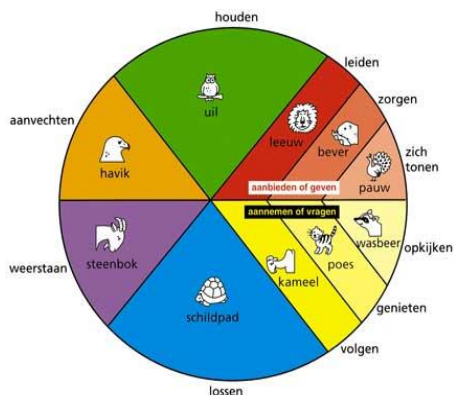 houden
leiden
zorgen
zich
tonen
opkijken
genieten
volgen
lossen
weerstaan
aanvechten
uil
leeuw
bever
pauw
aanbieden of geven
aannemen of vragen
wasbeer
poes
kameel
schildpad
steenbok
havik